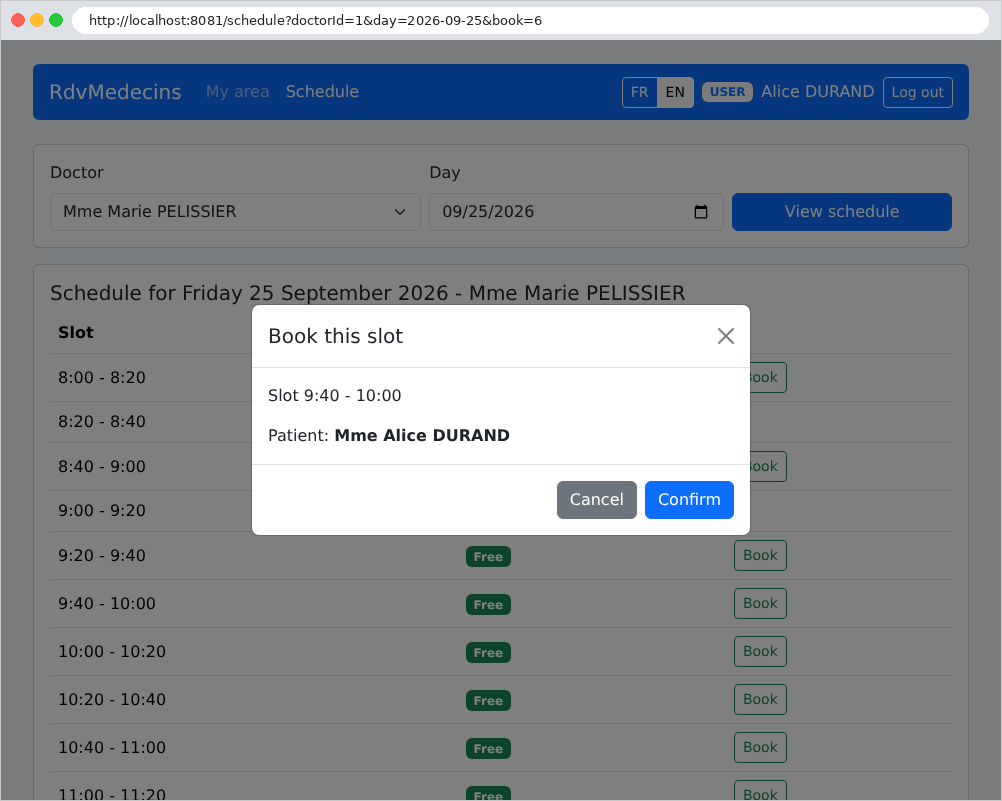 http://localhost:8081/schedule?doctorId=1&day=2026-09-25&book=6
RdvMedecins My area Schedule FR EN USER Alice DURAND Log out
Doctor Day
Mme Marie PELISSIER 09/25/2026 View schedule
Schedule for Friday 25 September 2026 - Mme Marie PELISSIER
Slot
Book this slot
8:00 - 8:20
Slot 9:40 - 10:00
8:20 - 8:40
Patient: Mme Alice DURAND
8:40 - 9:00
Cancel Confirm
9:00 - 9:20
9:20 - 9:40 Free Book
9:40 - 10:00 Free Book
10:00 - 10:20 Free Book
10:20 - 10:40 Free Book
10:40 - 11:00 Free Book
11:00 - 11:20 Free Book